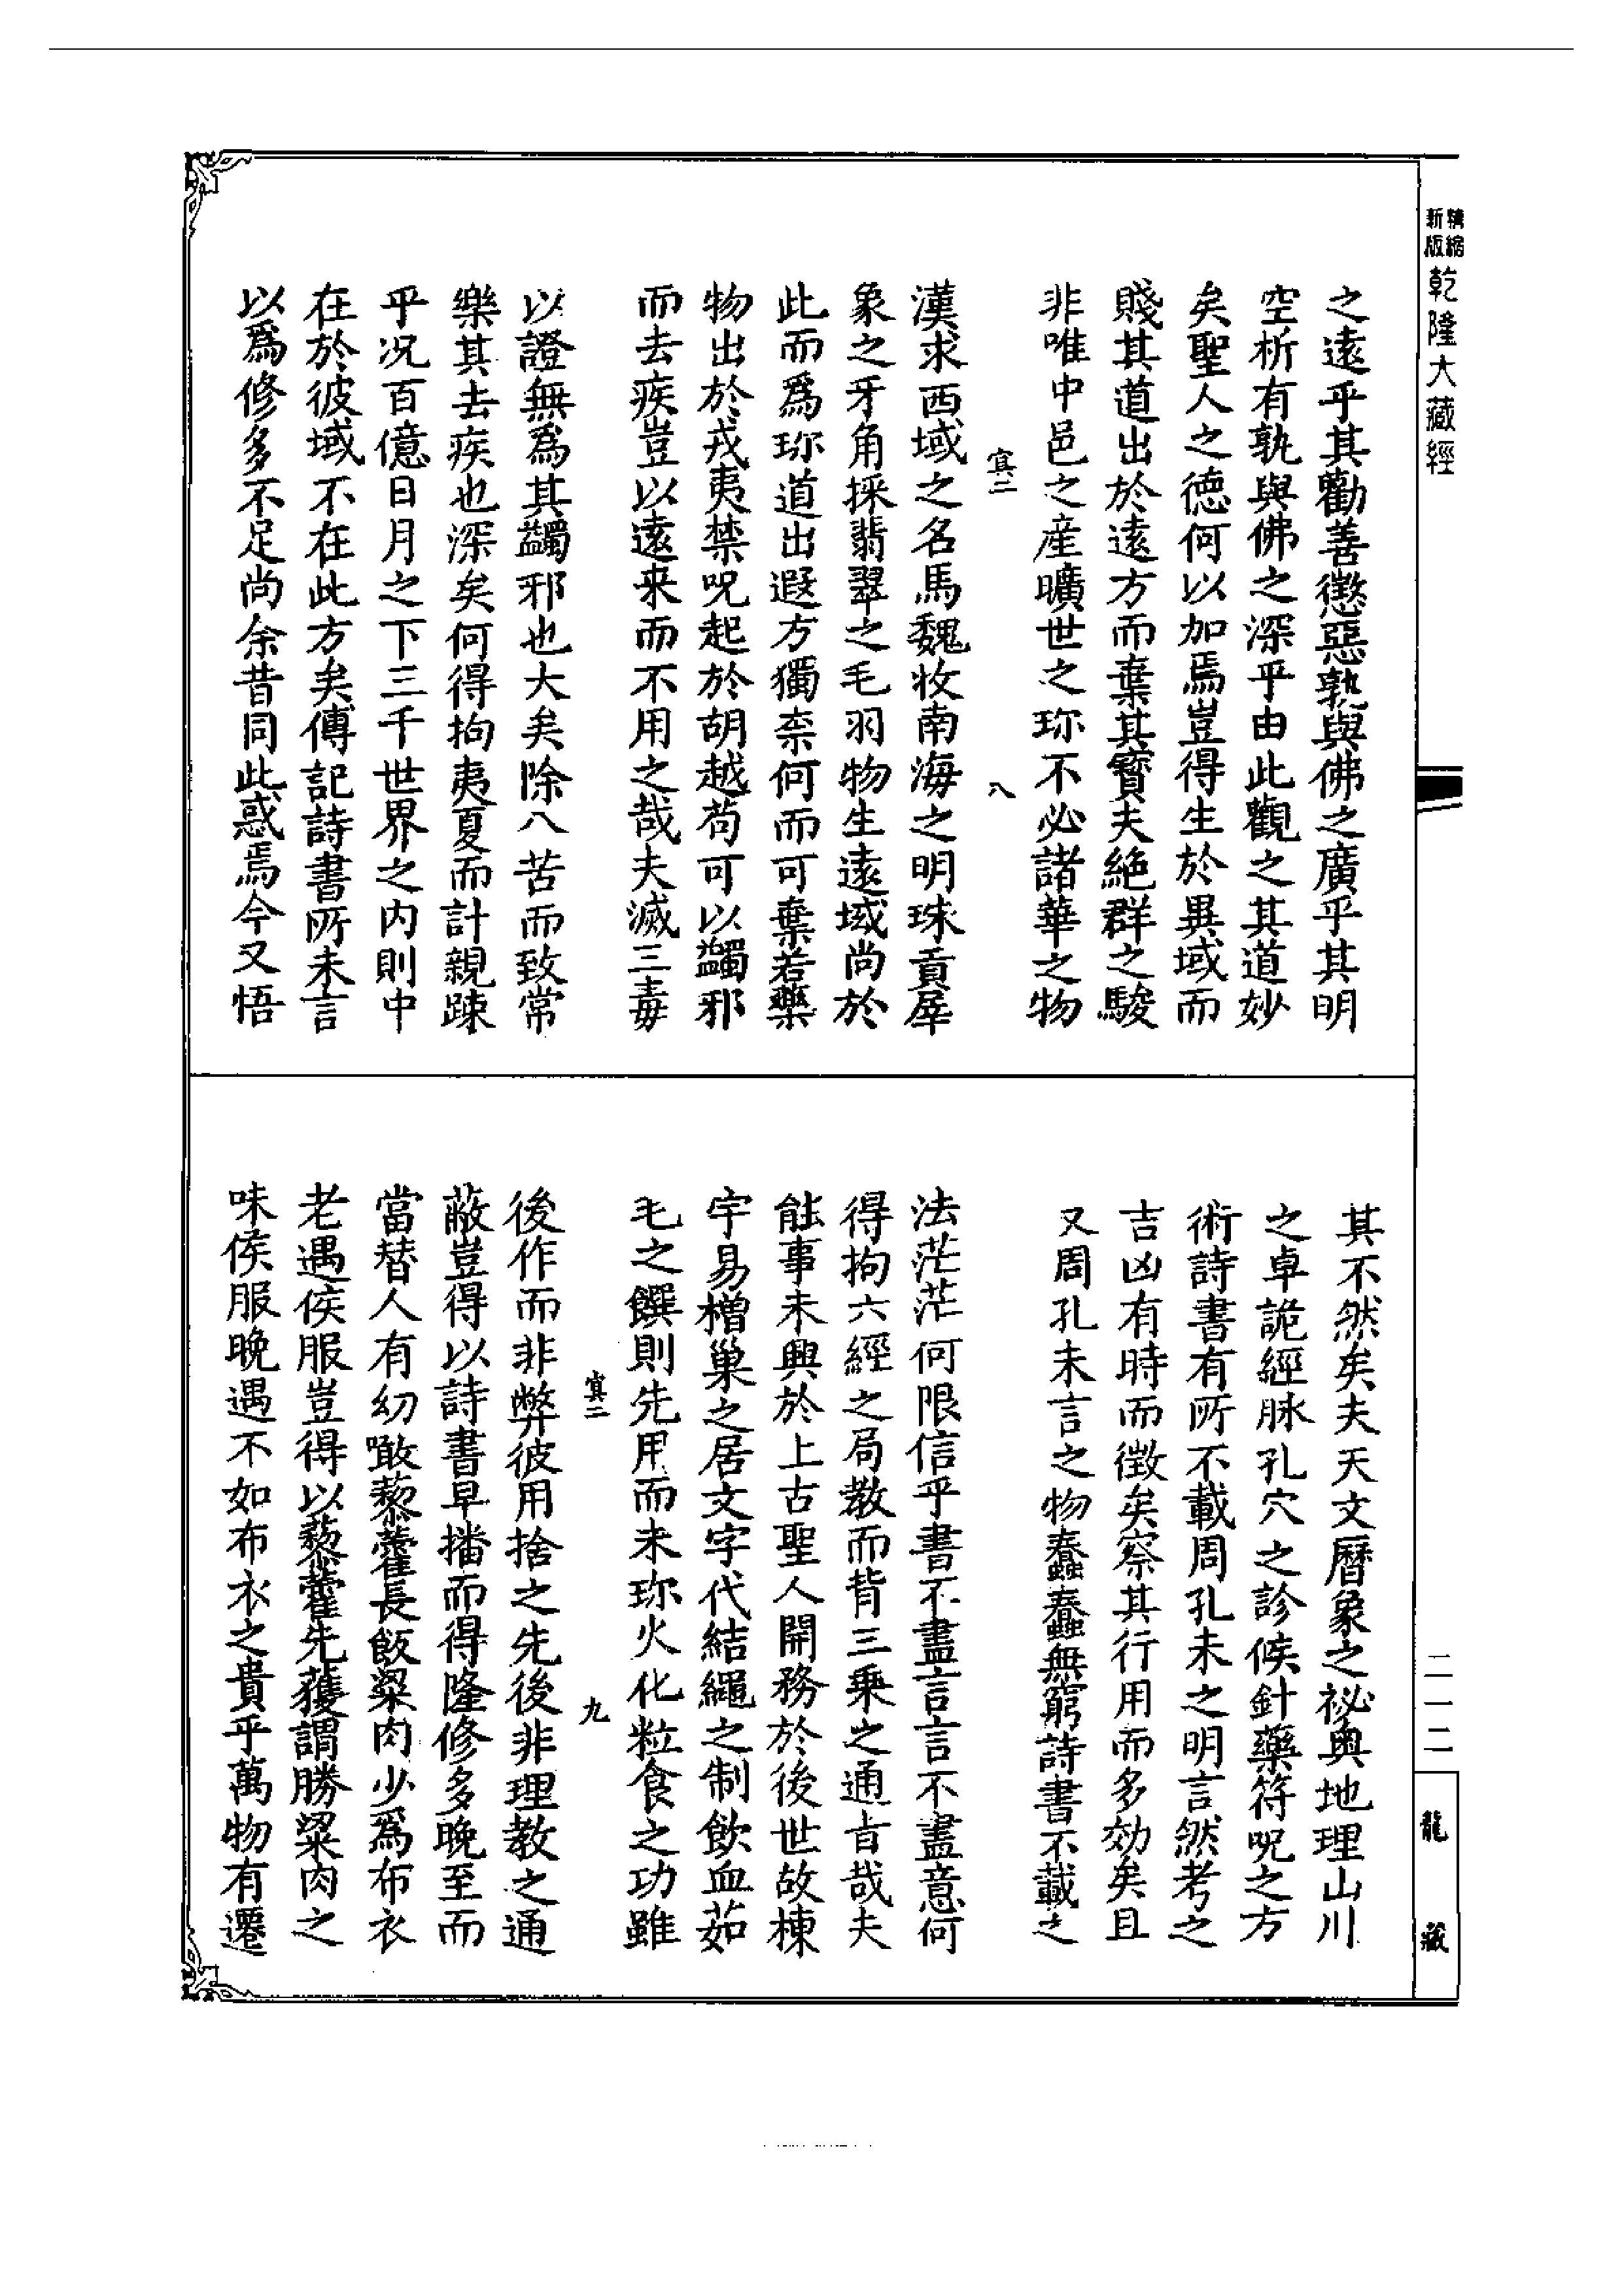 精縮
新版
乾隆大藏經
之遠乎其勸善懲惡孰與佛之廣乎其明
空析有孰與佛之深乎由此觀之其道妙
矣聖人之德何以加焉豈得生於異域而
賤其道出於遠方而棄其寶夫絕群之駿
非唯中邑之産曠世之珎不必諸華之物
寘二 八
漢求西域之名馬魏收南海之明珠貢犀
象之牙角採翡翠之毛羽物生遠域尚於
此而爲珎道出遐方獨柰何而可棄若藥
物出於戎夷禁呪起於胡越苟可以蠲邪
而去疾豈以遠来而不用之哉夫滅三毒
以證無爲其蠲邪也大矣除八苦而致常
樂其去疾也深矣何得拘夷夏而計親踈
乎况百億日月之下三千世界之内則中
在於彼域不在此方矣傳記詩書所未言
以爲修多不足尚余昔同此惑焉今又悟
二一二
龍藏
其不然矣夫天文曆象之祕奥地理山川
之卓詭經脉孔穴之診候針藥符呪之方
術詩書有所不載周孔未之明言然考之
吉凶有時而徵矣察其行用而多効矣且
又周孔未言之物蠢蠢無窮詩書不載之
法茫茫何限信乎書不盡言言不盡意何
得拘六經之局教而背三乗之通旨哉夫
能事未興於上古聖人開務於後世故棟
宇易橧巢之居文字代結繩之制飲血茹
毛之饌則先用而未珎火化粒食之功雖
寘二 九
後作而非弊彼用捨之先後非理教之通
蔽豈得以詩書早播而得隆修多晚至而
當替人有幼噉藜藿長飯粱肉少爲布衣
老遇侯服豈得以藜藿先獲謂勝粱肉之
味侯服晚遇不如布衣之貴乎萬物有遷